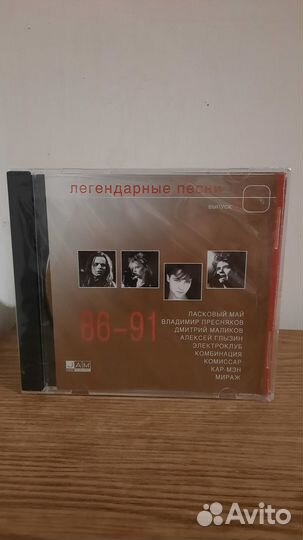 легендарные песни
ВЫПУСК
86-91
ЛАСКОВЫЙ МАЙ
ВЛАДИМИР ПРЕСНЯКОВ
ДМИТРИЙ МАЛИКОВ
АЛЕКСЕЙ ГЛЫЗИН
ЭЛЕКТРОКЛУБ
КОМБИНАЦИЯ
КОМИССАР
КАР-МЭН
МИРАЖ
JAM
Avito